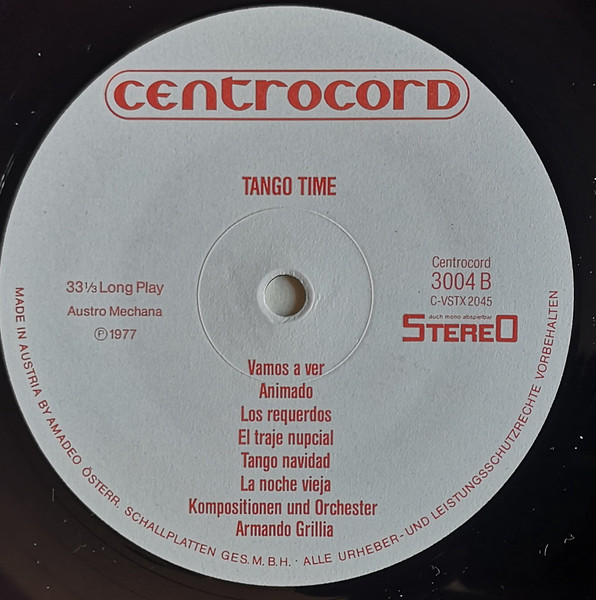 centrocord
TANGO TIME
33 1/3 Long Play
Austro Mechana
Ⓟ 1977
Centrocord
3004 B
C-VSTX 2045
auch mono abspielbar
STEREO
Vamos a ver
Animado
Los requerdos
El traje nupcial
Tango navidad
La noche vieja
Kompositionen und Orchester
Armando Grillia
MADE IN AUSTRIA BY AMADEO ÖSTERR. SCHALLPLATTEN GES.M.B.H. · ALLE URHEBER- UND LEISTUNGSSCHUTZRECHTE VORBEHALTEN